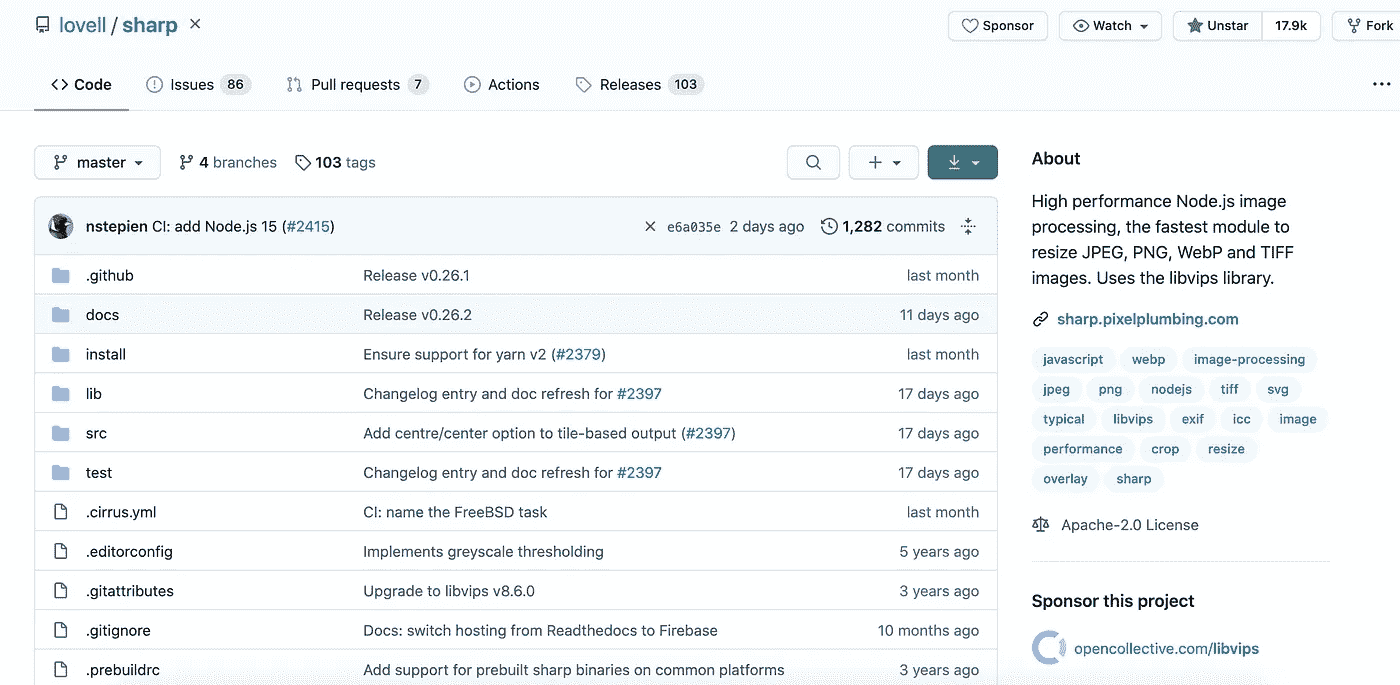 lovell / sharp
Sponsor
Watch
Unstar 17.9k
Fork
Code
Issues 86
Pull requests 7
Actions
Releases 103
master
4 branches
103 tags
nstepien CI: add Node.js 15 (#2415)
e6a035e 2 days ago
1,282 commits
.github Release v0.26.1 last month
docs Release v0.26.2 11 days ago
install Ensure support for yarn v2 (#2379) last month
lib Changelog entry and doc refresh for #2397 17 days ago
src Add centre/center option to tile-based output (#2397) 17 days ago
test Changelog entry and doc refresh for #2397 17 days ago
.cirrus.yml CI: name the FreeBSD task last month
.editorconfig Implements greyscale thresholding 5 years ago
.gitattributes Upgrade to libvips v8.6.0 3 years ago
.gitignore Docs: switch hosting from Readthedocs to Firebase 10 months ago
.prebuildrc Add support for prebuilt sharp binaries on common platforms 3 years ago
About
High performance Node.js image
processing, the fastest module to
resize JPEG, PNG, WebP and TIFF
images. Uses the libvips library.
sharp.pixelplumbing.com
javascript webp image-processing
jpeg png nodejs tiff svg
typical libvips exif icc image
performance crop resize
overlay sharp
Apache-2.0 License
Sponsor this project
opencollective.com/libvips